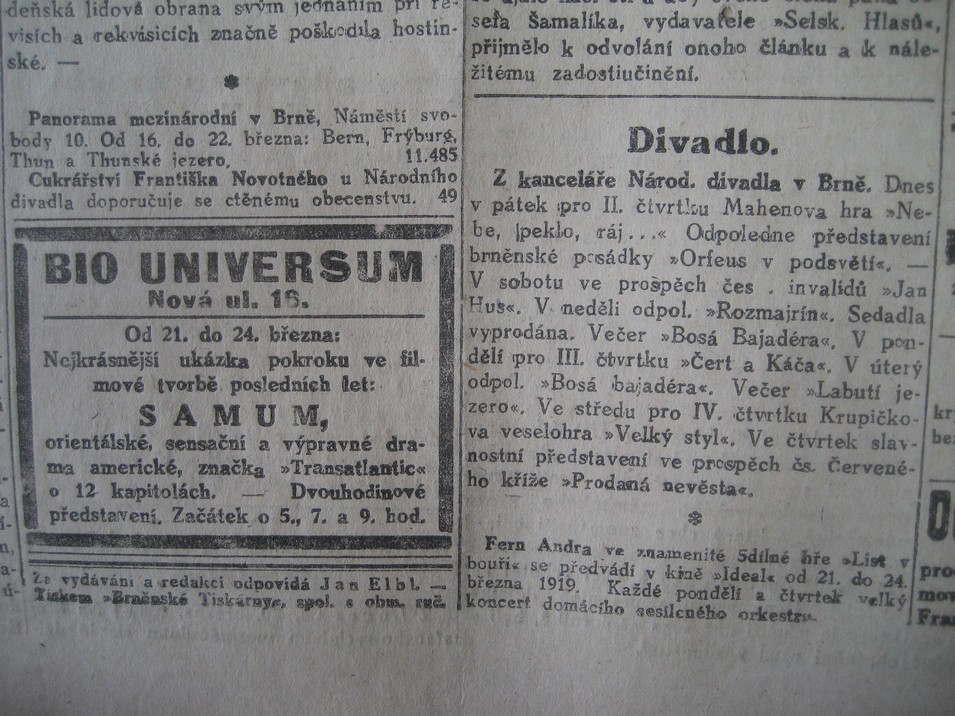 deňská lidová obrana svým jednáním při re-
visích a rekvisicích značně poškodila hostin-
ské. —
Panorama mezinárodní v Brně, Náměstí svo-
body 10. Od 16. do 22. března: Bern, Frýburg,
Thun a Thunské jezero. 11.485
Cukrářství Františka Novotného u Národního
divadla doporučuje se ctěnému obecenstvu. 49
BIO UNIVERSUM
Nová ul. 16.
Od 21. do 24. března:
Nejkrásnější ukázka pokroku ve fil-
mové tvorbě posledních let:
SAMUM,
orientálské, sensační a výpravné dra-
ma americké, značka »Transatlantic«
o 12 kapitolách. — Dvouhodinové
představení. Začátek o 5., 7. a 9. hod.
Za vydávání a redakci odpovídá Jan Elbl. —
Tiskem »Brněnské Tiskárny«, spol. s obm. ruč.
sefa Šamalíka, vydavatele »Selsk. Hlasů«,
přijmělo k odvolání onoho článku a k nále-
žitému zadostiučinění.
Divadlo.
Z kanceláře Národ. divadla v Brně. Dnes
v pátek pro II. čtvrtku Mahenova hra »Ne-
be, peklo, ráj...« Odpoledne představení
brněnské posádky »Orfeus v podsvětí«. —
V sobotu ve prospěch čes. invalidů »Jan
Hus«. V neděli odpol. »Rozmajrín«. Sedadla
vyprodána. Večer »Bosá Bajadéra«. V pon-
dělí pro III. čtvrtku »Čert a Káča«. V úterý
odpol. »Bosá bajadéra«. Večer »Labutí je-
zero«. Ve středu pro IV. čtvrtku Krupičko-
va veselohra »Velký styl«. Ve čtvrtek slav-
nostní představení ve prospěch čs. Červené-
ho kříže »Prodaná nevěsta«.
Fern Andra ve znamenité 5dílné hře »List v
bouři« se předvádí v kině »Ideal« od 21. do 24.
března 1919. Každé pondělí a čtvrtek velký
koncert domácího sesíleného orkestru.